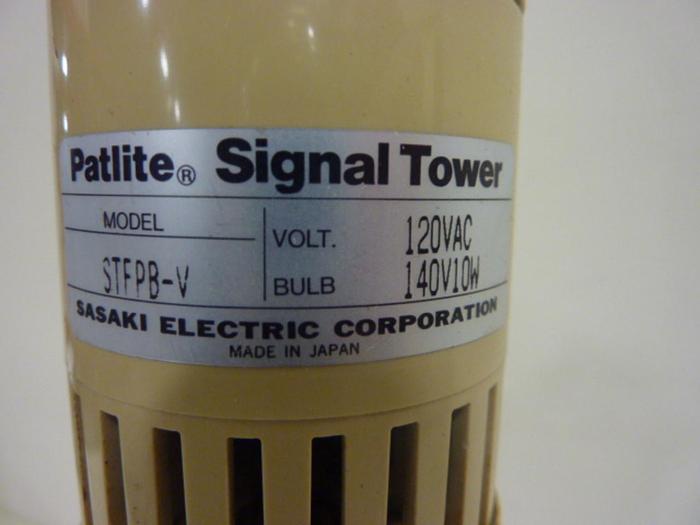 Patlite® Signal Tower
MODEL
STFPB-V
VOLT. 120VAC
BULB 140V10W
SASAKI ELECTRIC CORPORATION
MADE IN JAPAN